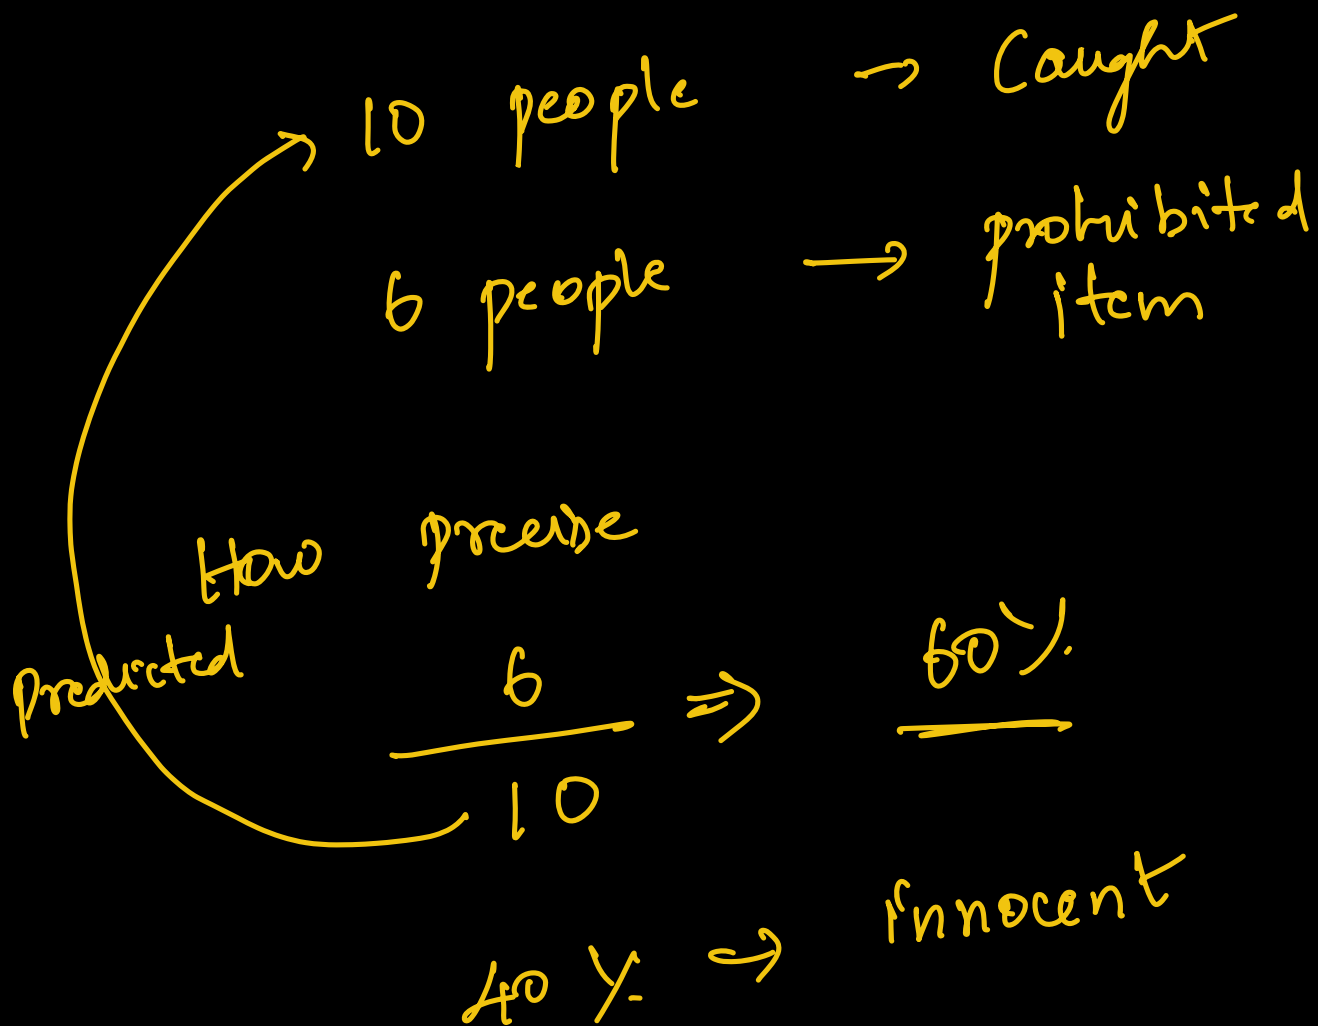 10 people → Caught
6 people → prohibited
item
How precise
Predicted
6
10
⇒ 60%
40% → innocent